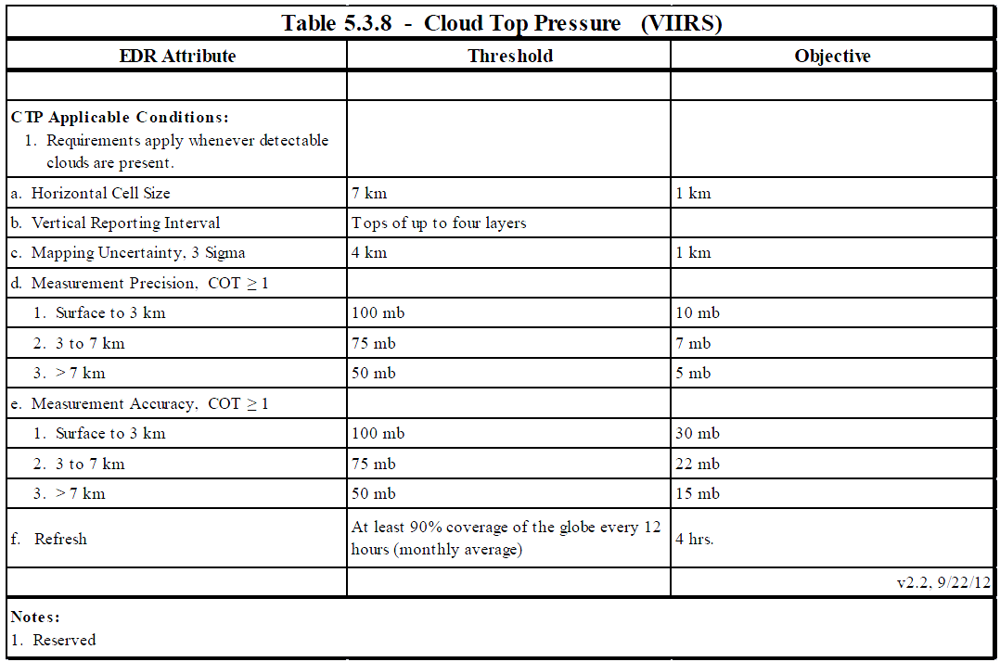 Table 5.3.8 - Cloud Top Pressure (VIIRS)
EDR Attribute Threshold Objective
CTP Applicable Conditions:
1. Requirements apply whenever detectable
clouds are present.
a. Horizontal Cell Size 7 km 1 km
b. Vertical Reporting Interval Tops of up to four layers
c. Mapping Uncertainty, 3 Sigma 4 km 1 km
d. Measurement Precision, COT ≥ 1
1. Surface to 3 km 100 mb 10 mb
2. 3 to 7 km 75 mb 7 mb
3. > 7 km 50 mb 5 mb
e. Measurement Accuracy, COT ≥ 1
1. Surface to 3 km 100 mb 30 mb
2. 3 to 7 km 75 mb 22 mb
3. > 7 km 50 mb 15 mb
f. Refresh At least 90% coverage of the globe every 12
hours (monthly average) 4 hrs.
v2.2, 9/22/12
Notes:
1. Reserved